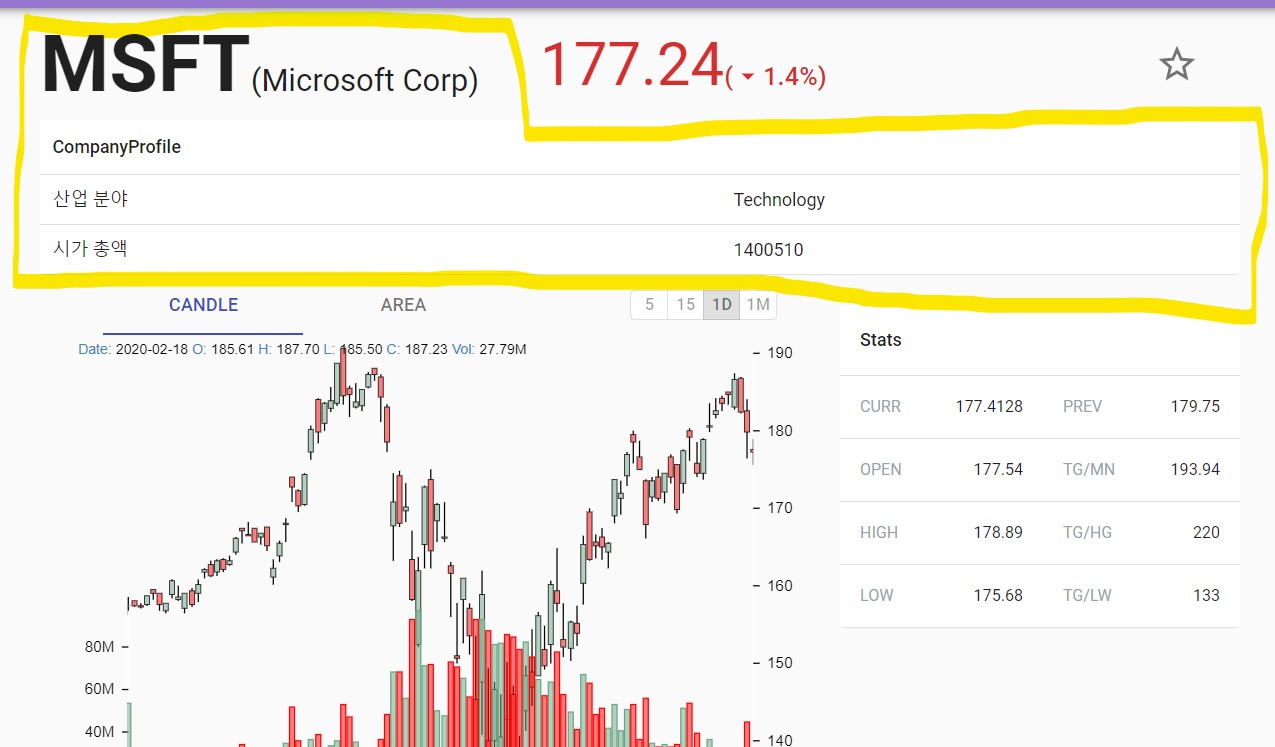 MSFT (Microsoft Corp) 177.24 ( 1.4%)
CompanyProfile
산업 분야 Technology
시가 총액 1400510
CANDLE AREA 5 15 1D 1M
Date: 2020-02-18 O: 185.61 H: 187.70 L: 185.50 C: 187.23 Vol: 27.79M
190
180
170
160
150
140
80M
60M
40M
Stats
CURR 177.4128 PREV 179.75
OPEN 177.54 TG/MN 193.94
HIGH 178.89 TG/HG 220
LOW 175.68 TG/LW 133